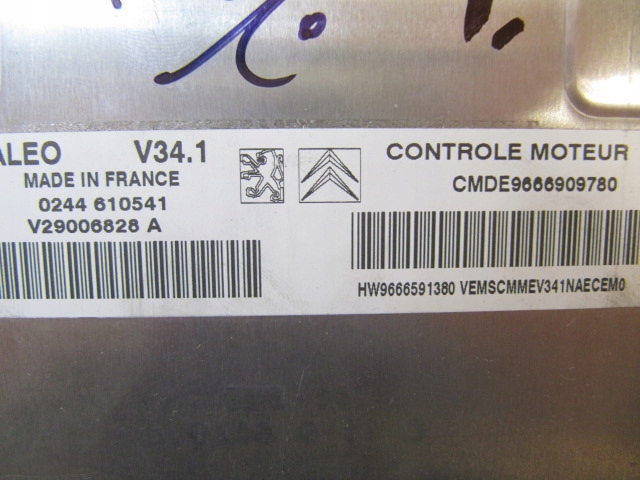 ALEO V34.1
MADE IN FRANCE
0244 610541
V29006828 A
CONTROLE MOTEUR
CMDE9666909780
HW9666591380 VEMSCMMEV341NAECEM0